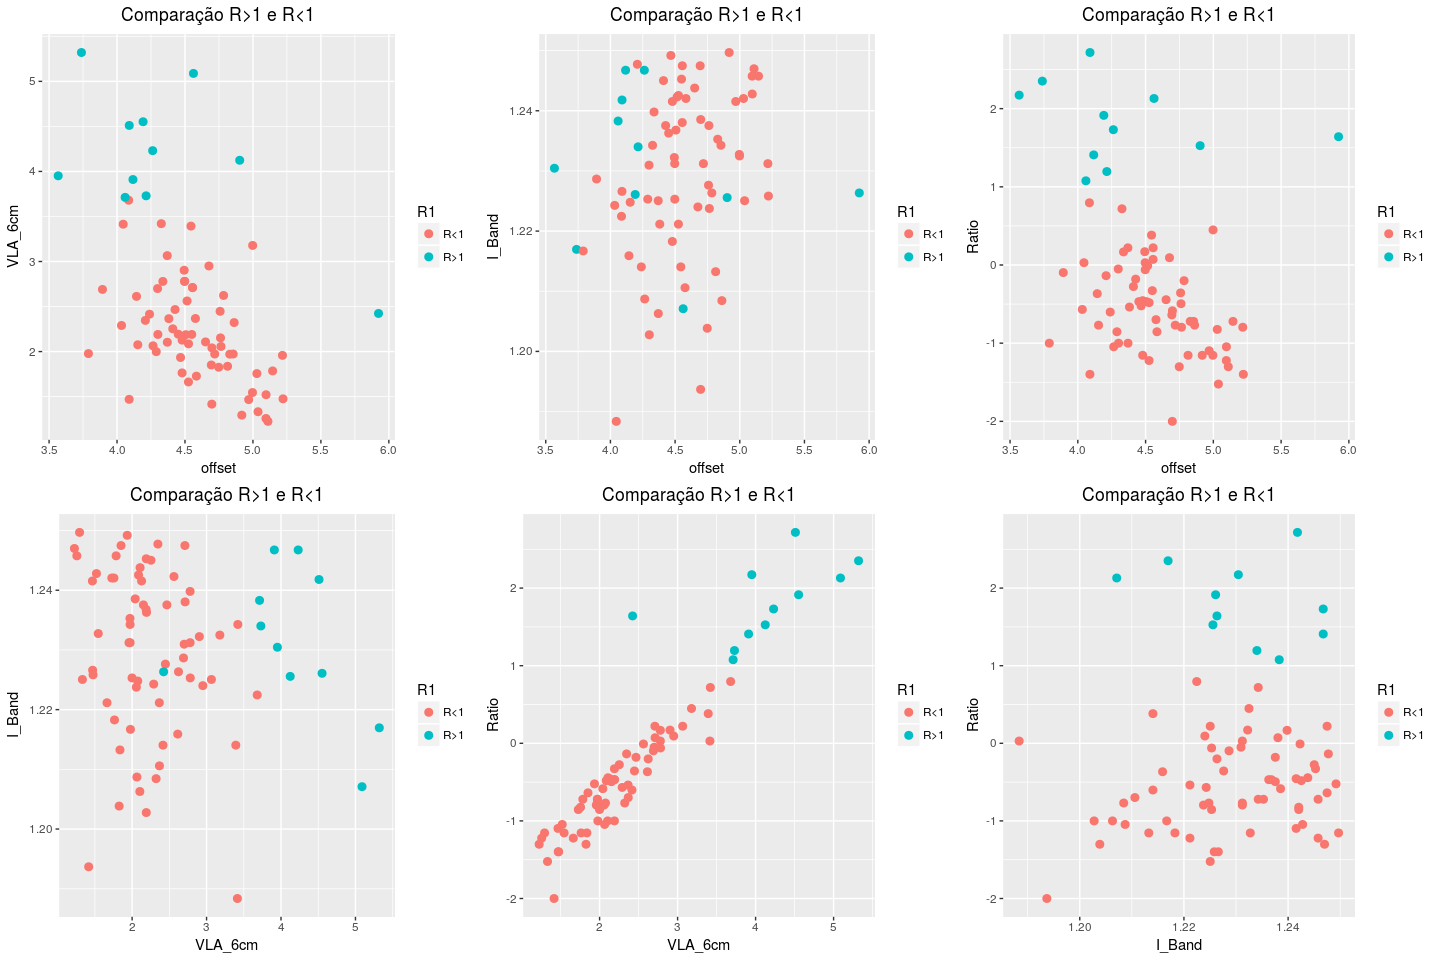 Comparação R>1 e R<1
VLA_6cm
5
4
3
2
3.5 4.0 4.5 5.0 5.5 6.0
offset
R1
R<1
R>1
Comparação R>1 e R<1
I_Band
1.24
1.22
1.20
3.5 4.0 4.5 5.0 5.5 6.0
offset
R1
R<1
R>1
Comparação R>1 e R<1
Ratio
2
1
0
-1
-2
3.5 4.0 4.5 5.0 5.5 6.0
offset
R1
R<1
R>1
Comparação R>1 e R<1
I_Band
1.24
1.22
1.20
2 3 4 5
VLA_6cm
R1
R<1
R>1
Comparação R>1 e R<1
Ratio
2
1
0
-1
-2
2 3 4 5
VLA_6cm
R1
R<1
R>1
Comparação R>1 e R<1
Ratio
2
1
0
-1
-2
1.20 1.22 1.24
I_Band
R1
R<1
R>1